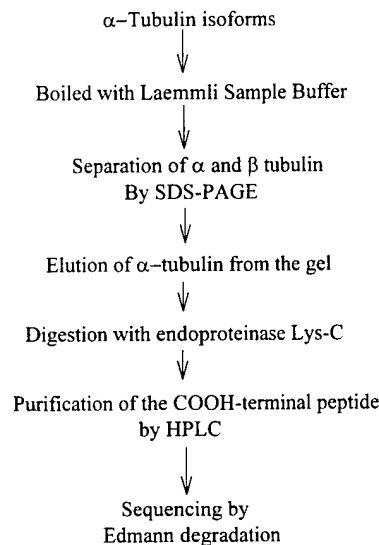 α–Tubulin isoforms
Boiled with Laemmli Sample Buffer
Separation of α and β tubulin
By SDS-PAGE
Elution of α–tubulin from the gel
Digestion with endoproteinase Lys-C
Purification of the COOH-terminal peptide
by HPLC
Sequencing by
Edmann degradation